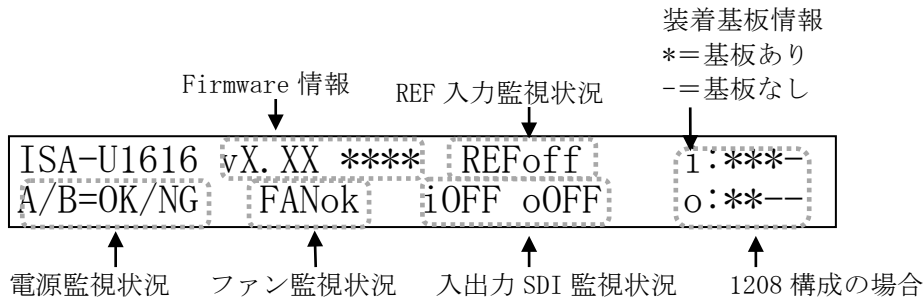 装着基板情報
*＝基板あり
-＝基板なし
Firmware 情報
REF 入力監視状況
ISA-U1616 vX.XX **** REFoff i:***-
A/B=OK/NG FANok iOFF oOFF o:**--
電源監視状況 ファン監視状況 入出力 SDI 監視状況 1208 構成の場合